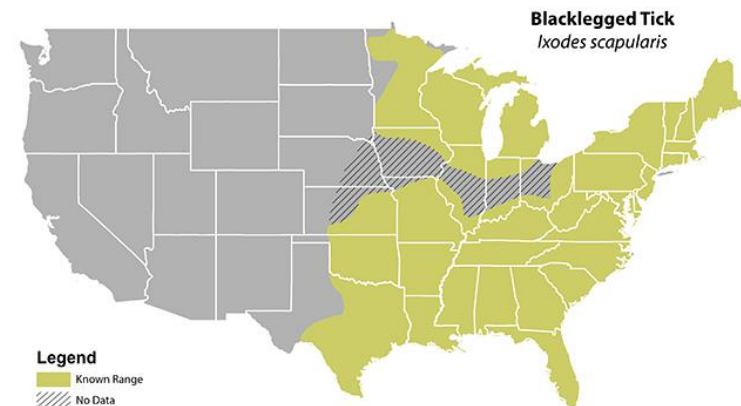 Blacklegged Tick
Ixodes scapularis
Legend
Known Range
No Data